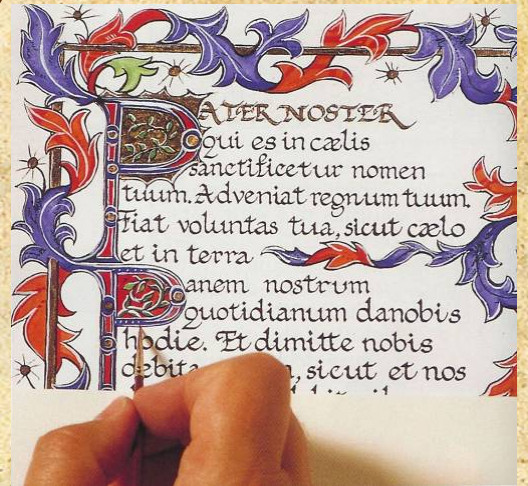 PATER NOSTER
qui es in cælis
sanctificetur nomen
tuum. Adveniat regnum tuum.
Fiat voluntas tua, sicut cælo
et in terra
Panem nostrum
quotidianum danobis
hodie. Et dimitte nobis
debita sicut et nos